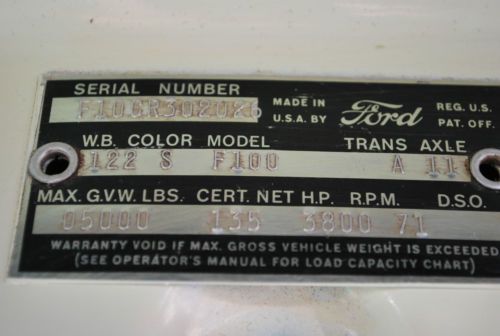 SERIAL NUMBER
F10CR302026
MADE IN
U.S.A. BY
Ford
REG. U.S.
PAT. OFF.
W.B. COLOR MODEL TRANS AXLE
122 S F100 A 11
MAX. G.V.W. LBS. CERT. NET H.P. R.P.M. D.S.O.
05000 135 3800 71
WARRANTY VOID IF MAX. GROSS VEHICLE WEIGHT IS EXCEEDED
(SEE OPERATOR'S MANUAL FOR LOAD CAPACITY CHART)